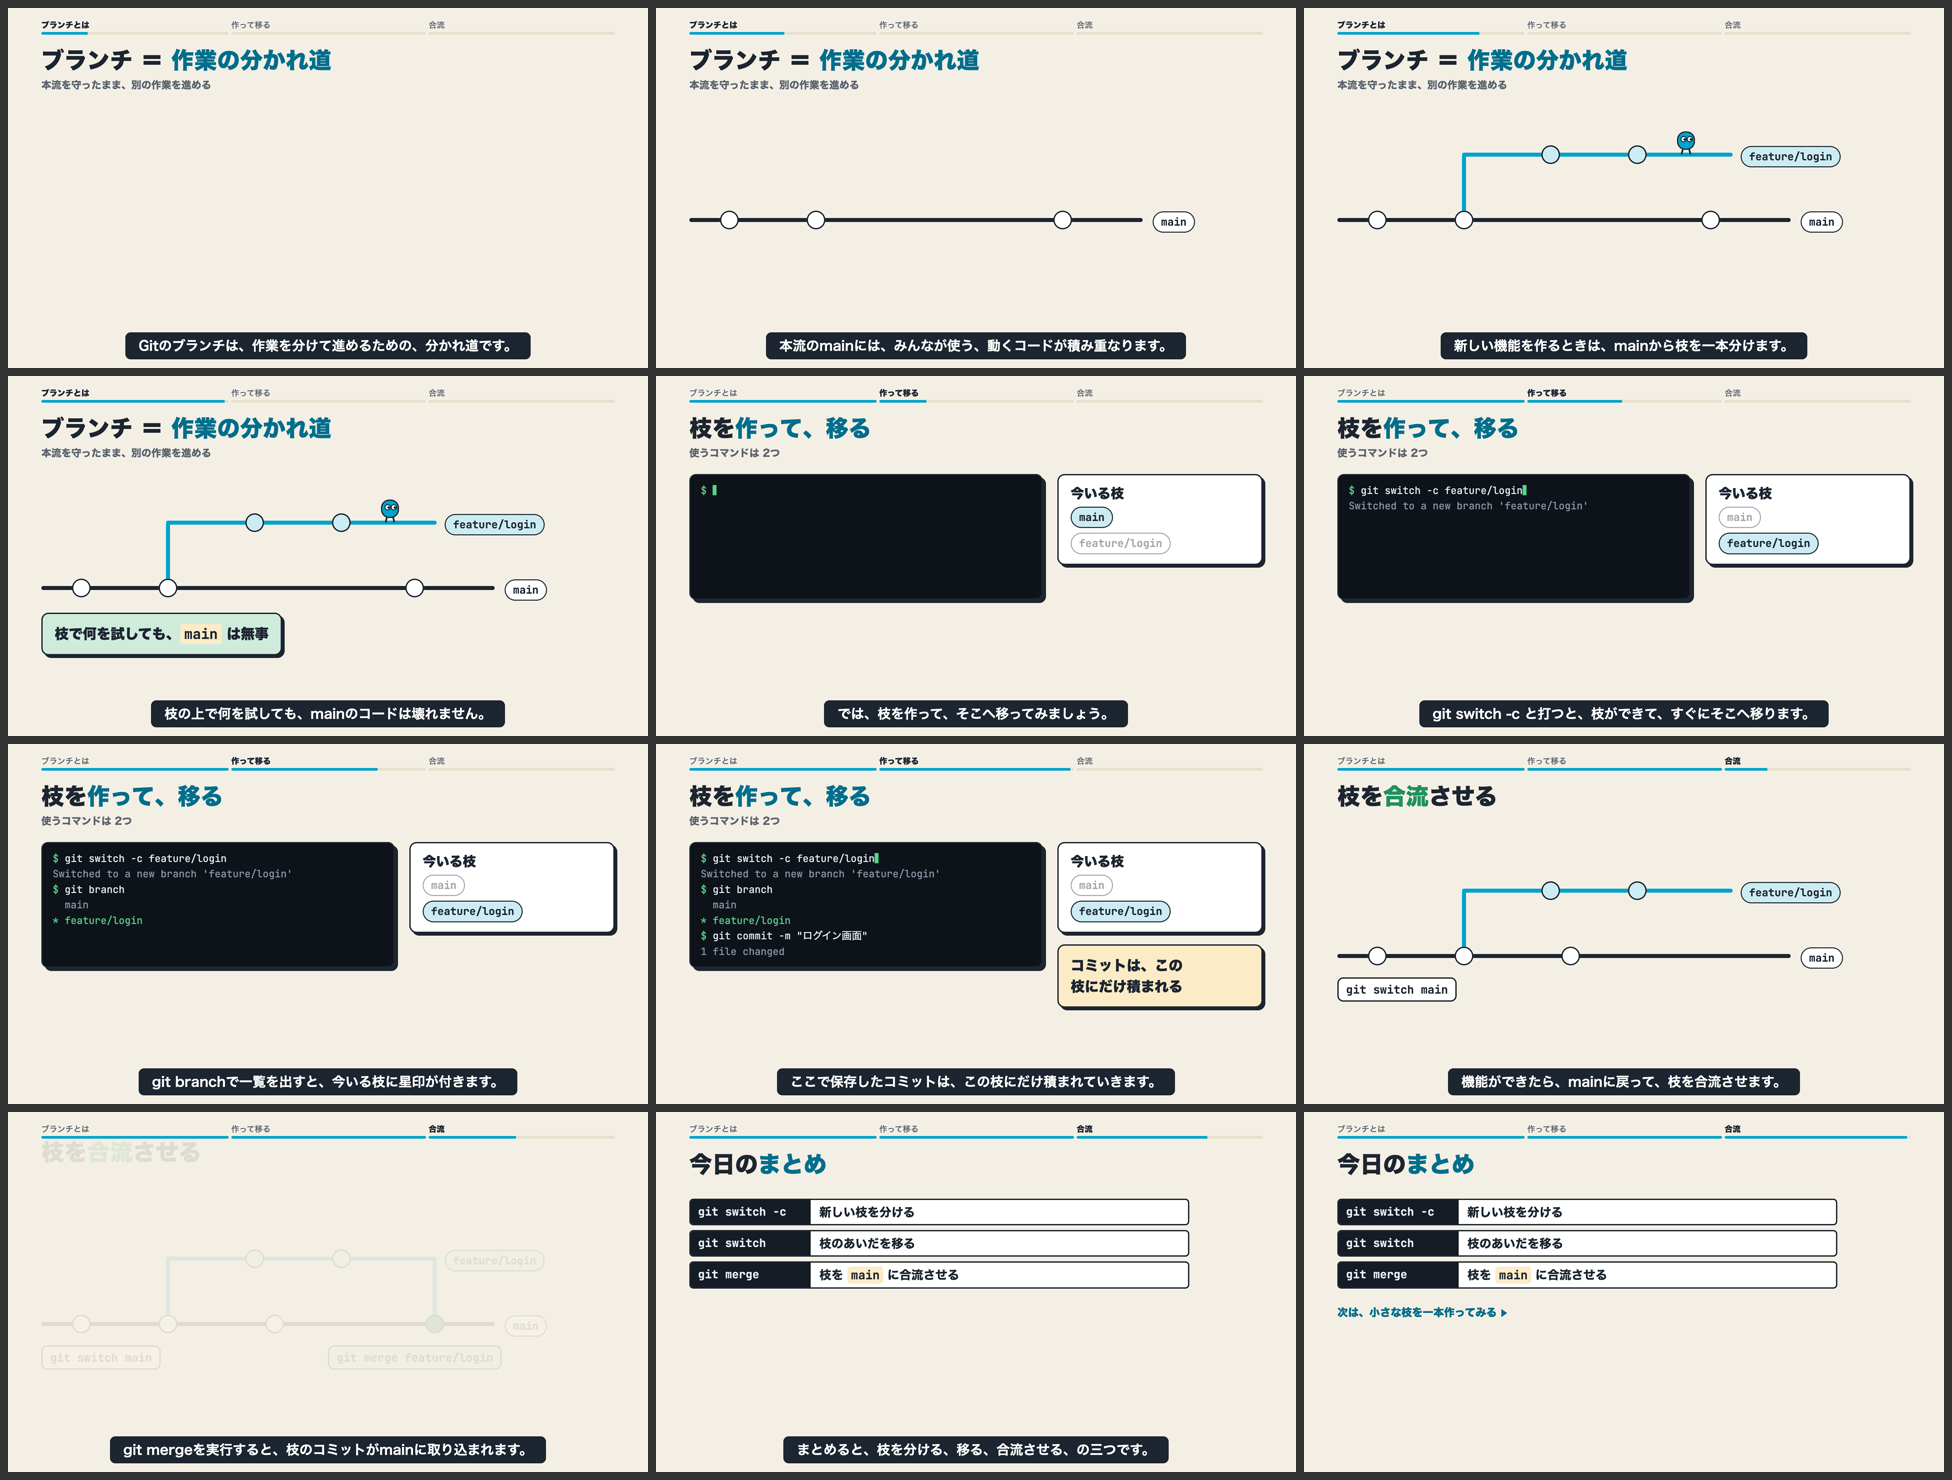 ブランチとは 作って移る 合流
ブランチ = 作業の分かれ道
本流を守ったまま、別の作業を進める
Gitのブランチは、作業を分けて進めるための、分かれ道です。
ブランチとは 作って移る 合流
ブランチ = 作業の分かれ道
本流を守ったまま、別の作業を進める
main
本流のmainには、みんなが使う、動くコードが積み重なります。
ブランチとは 作って移る 合流
ブランチ = 作業の分かれ道
本流を守ったまま、別の作業を進める
feature/login
main
新しい機能を作るときは、mainから枝を一本分けます。
ブランチとは 作って移る 合流
ブランチ = 作業の分かれ道
本流を守ったまま、別の作業を進める
feature/login
main
枝で何を試しても、 main は無事
枝の上で何を試しても、mainのコードは壊れません。
ブランチとは 作って移る 合流
枝を作って、移る
使うコマンドは 2つ
$
今いる枝
main
feature/login
では、枝を作って、そこへ移ってみましょう。
ブランチとは 作って移る 合流
枝を作って、移る
使うコマンドは 2つ
$ git switch -c feature/login
Switched to a new branch 'feature/login'
今いる枝
main
feature/login
git switch -c と打つと、枝ができて、すぐにそこへ移ります。
ブランチとは 作って移る 合流
枝を作って、移る
使うコマンドは 2つ
$ git switch -c feature/login
Switched to a new branch 'feature/login'
$ git branch
main
* feature/login
今いる枝
main
feature/login
git branchで一覧を出すと、今いる枝に星印が付きます。
ブランチとは 作って移る 合流
枝を作って、移る
使うコマンドは 2つ
$ git switch -c feature/login
Switched to a new branch 'feature/login'
$ git branch
main
* feature/login
$ git commit -m "ログイン画面"
1 file changed
今いる枝
main
feature/login
コミットは、この
枝にだけ積まれる
ここで保存したコミットは、この枝にだけ積まれていきます。
ブランチとは 作って移る 合流
枝を合流させる
feature/login
main
git switch main
機能ができたら、mainに戻って、枝を合流させます。
ブランチとは 作って移る 合流
枝を合流させる
feature/login
main
git switch main git merge feature/login
git mergeを実行すると、枝のコミットがmainに取り込まれます。
ブランチとは 作って移る 合流
今日のまとめ
git switch -c 新しい枝を分ける
git switch 枝のあいだを移る
git merge 枝を main に合流させる
まとめると、枝を分ける、移る、合流させる、の三つです。
ブランチとは 作って移る 合流
今日のまとめ
git switch -c 新しい枝を分ける
git switch 枝のあいだを移る
git merge 枝を main に合流させる
次は、小さな枝を一本作ってみる ▶